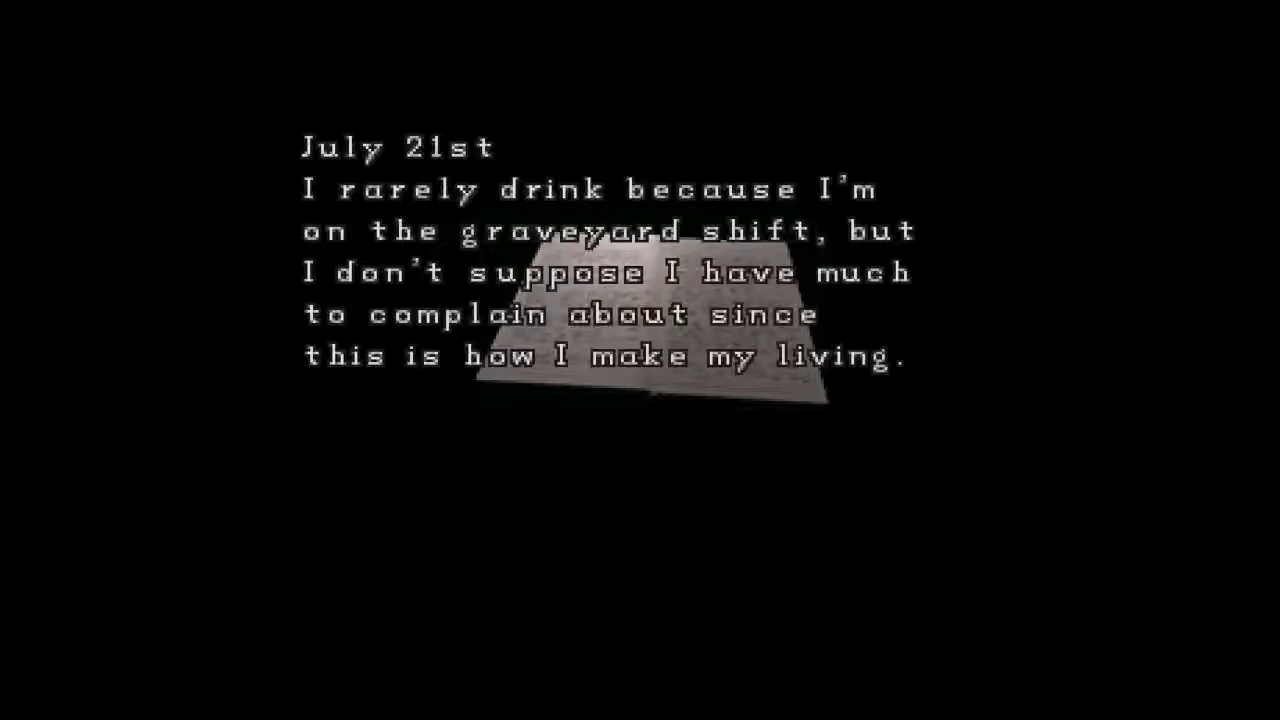 July 21st
I rarely drink because I'm
on the graveyard shift, but
I don't suppose I have much
to complain about since
this is how I make my living.